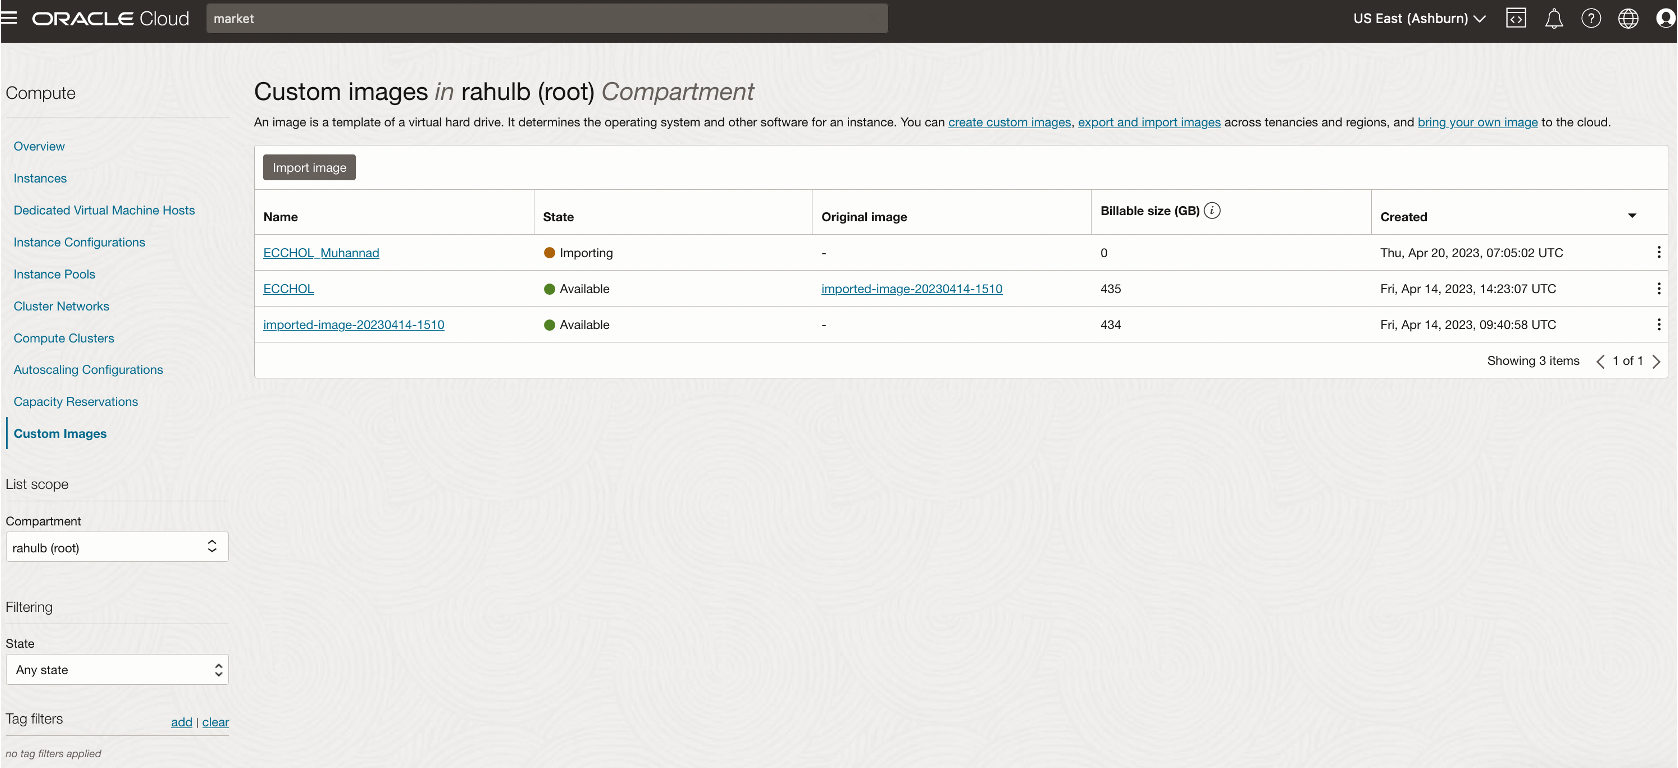 ORACLE Cloud
market
US East (Ashburn)
Compute
Overview
Instances
Dedicated Virtual Machine Hosts
Instance Configurations
Instance Pools
Cluster Networks
Compute Clusters
Autoscaling Configurations
Capacity Reservations
Custom Images
List scope
Compartment
rahulb (root)
Filtering
State
Any state
Tag filters add | clear
no tag filters applied
Custom images in rahulb (root) Compartment
An image is a template of a virtual hard drive. It determines the operating system and other software for an instance. You can create custom images, export and import images across tenancies and regions, and bring your own image to the cloud.
Import image
Name State Original image Billable size (GB) i Created
ECCHOL_Muhannad Importing - 0 Thu, Apr 20, 2023, 07:05:02 UTC
ECCHOL Available imported-image-20230414-1510 435 Fri, Apr 14, 2023, 14:23:07 UTC
imported-image-20230414-1510 Available - 434 Fri, Apr 14, 2023, 09:40:58 UTC
Showing 3 items < 1 of 1 >